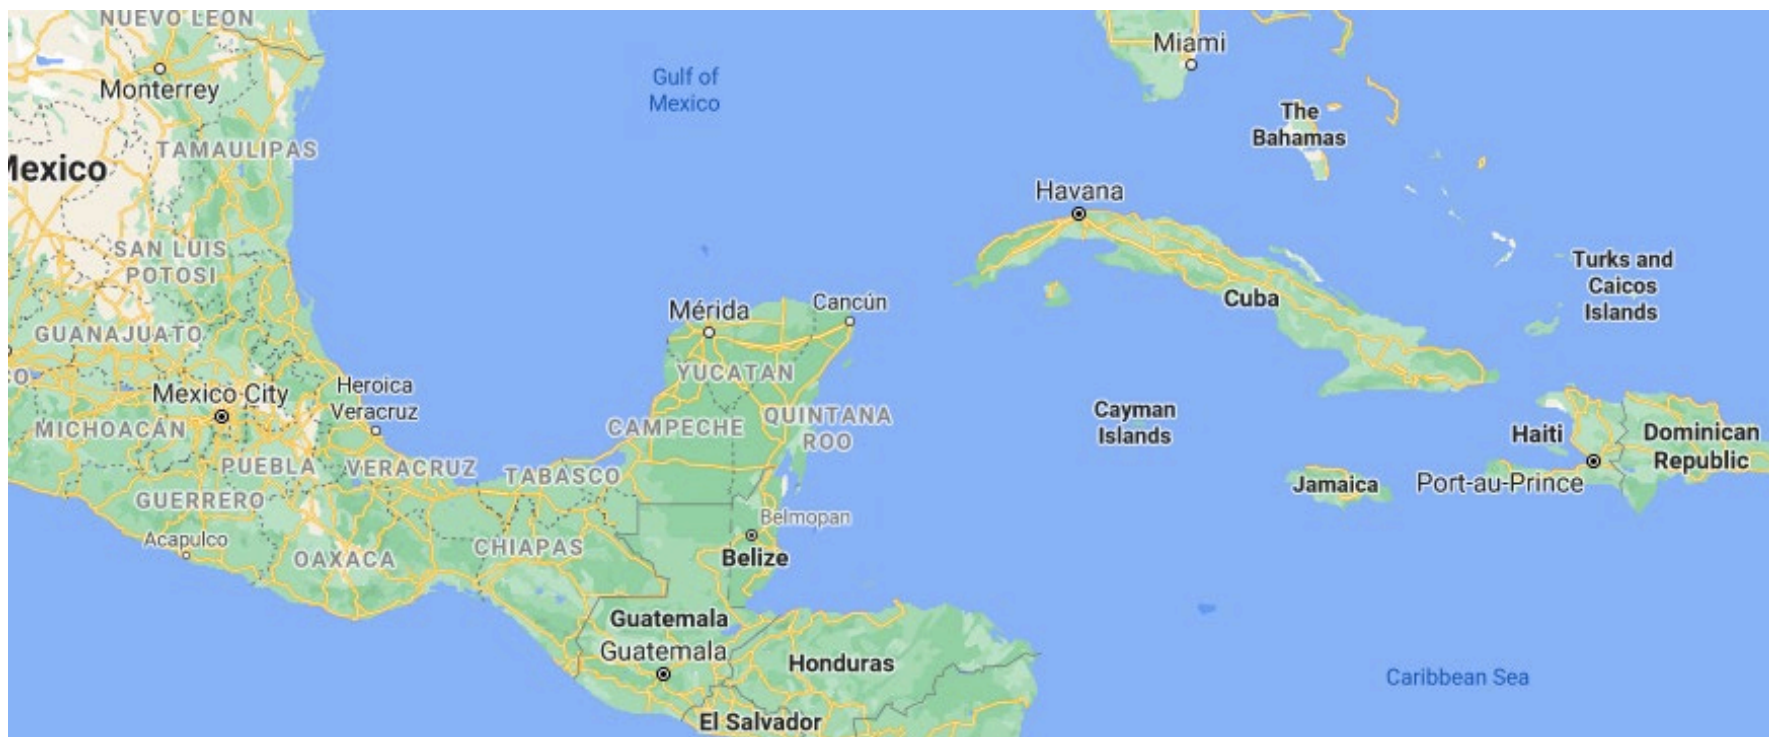 NUEVO LEON
Monterrey
Gulf of
Mexico
Miami
The
Bahamas
TAMAULIPAS
Mexico
Havana
SAN LUIS
POTOSI
Turks and
Caicos
Islands
Cuba
Mérida
Cancún
GUANAJUATO
YUCATAN
CO
Mexico City
Heroica
Veracruz
MICHOACÁN
CAMPECHE
QUINTANA
ROO
Cayman
Islands
Haiti
Dominican
Republic
PUEBLA
VERACRUZ
TABASCO
Jamaica
Port-au-Prince
GUERRERO
Belmopan
Acapulco
OAXACA
CHIAPAS
Belize
Guatemala
Guatemala
Honduras
Caribbean Sea
El Salvador